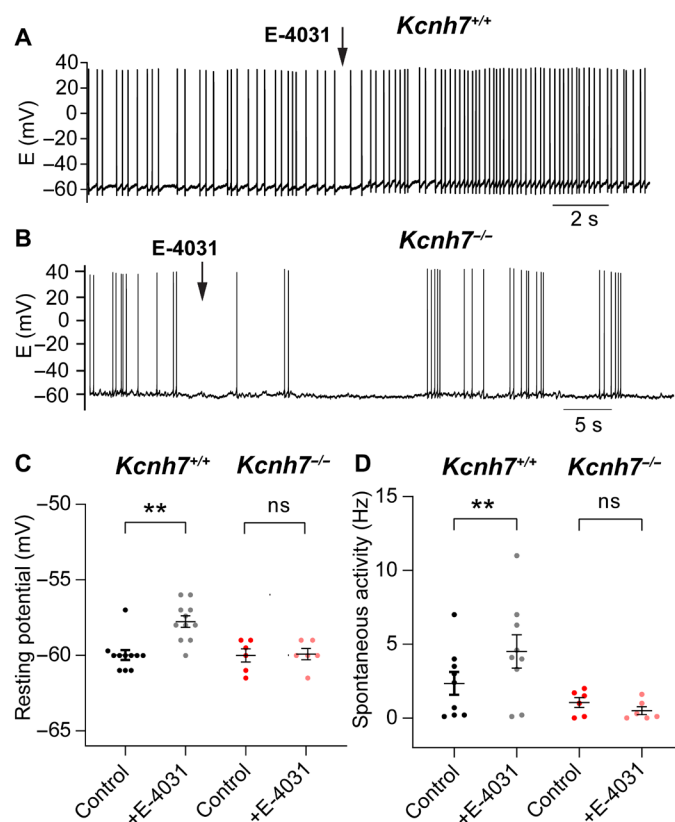 A
E-4031
Kcnh7+/+
E (mV)
40
20
0
–20
–40
–60
2 s
B
E-4031
Kcnh7–/–
E (mV)
40
20
0
–20
–40
–60
5 s
C
Kcnh7+/+
Kcnh7–/–
Resting potential (mV)
–50
–55
–60
–65
**
ns
Control
+E-4031
Control
+E-4031
D
Kcnh7+/+
Kcnh7–/–
Spontaneous activity (Hz)
15
10
5
0
**
ns
Control
+E-4031
Control
+E-4031